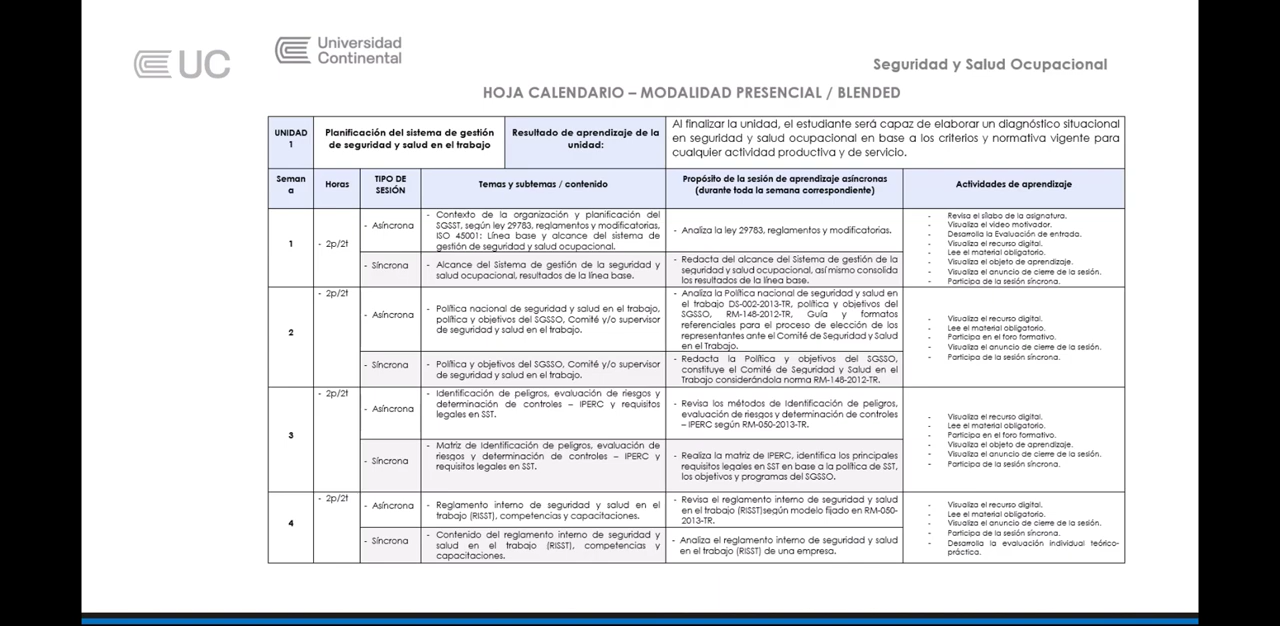 UC
Universidad
Continental
Seguridad y Salud Ocupacional
HOJA CALENDARIO – MODALIDAD PRESENCIAL / BLENDED
UNIDAD
1
Planificación del sistema de gestión
de seguridad y salud en el trabajo
Resultado de aprendizaje de la
unidad:
Al finalizar la unidad, el estudiante será capaz de elaborar un diagnóstico situacional
en seguridad y salud ocupacional en base a los criterios y normativa vigente para
cualquier actividad productiva y de servicio.
Seman
a
Horas
TIPO DE
SESIÓN
Temas y subtemas / contenido
Propósito de la sesión de aprendizaje asíncronas
(durante toda la semana correspondiente)
Actividades de aprendizaje
1
- 2p/2t
- Asíncrona
- Contexto de la organización y planificación del
SGSST, según ley 29783, reglamentos y modificatorias,
ISO 45001: Línea base y alcance del sistema de
gestión de seguridad y salud ocupacional.
- Analiza la ley 29783, reglamentos y modificatorias.
- Revisa el sílabo de la asignatura.
- Visualiza el video motivador.
- Desarrolla la Evaluación de entrada.
- Visualiza el recurso digital.
- Lee el material obligatorio.
- Visualiza el objeto de aprendizaje.
- Visualiza el anuncio de cierre de la sesión.
- Participa de la sesión síncrona.
- Síncrona
- Alcance del Sistema de gestión de la seguridad y
salud ocupacional, resultados de la línea base.
- Redacta del alcance del Sistema de gestión de la
seguridad y salud ocupacional, así mismo consolida
los resultados de la línea base.
2
- 2p/2t
- Asíncrona
- Política nacional de seguridad y salud en el trabajo,
política y objetivos del SGSSO, Comité y/o supervisor
de seguridad y salud en el trabajo.
- Analiza la Política nacional de seguridad y salud en
el trabajo DS-002-2013-TR, política y objetivos del
SGSSO, RM-148-2012-TR, Guía y formatos
referenciales para el proceso de elección de los
representantes ante el Comité de Seguridad y Salud
en el Trabajo.
- Visualiza el recurso digital.
- Lee el material obligatorio.
- Participa en el foro formativo.
- Visualiza el anuncio de cierre de la sesión.
- Participa de la sesión síncrona.
- Síncrona
- Política y objetivos del SGSSO, Comité y/o supervisor
de seguridad y salud en el trabajo.
- Redacta la Política y objetivos del SGSSO,
constituye el Comité de Seguridad y Salud en el
Trabajo considerándola norma RM-148-2012-TR.
3
- 2p/2t
- Asíncrona
- Identificación de peligros, evaluación de riesgos y
determinación de controles – IPERC y requisitos
legales en SST.
- Revisa los métodos de Identificación de peligros,
evaluación de riesgos y determinación de controles
– IPERC según RM-050-2013-TR.
- Visualiza el recurso digital.
- Lee el material obligatorio.
- Participa en el foro formativo.
- Visualiza el objeto de aprendizaje.
- Visualiza el anuncio de cierre de la sesión.
- Participa de la sesión síncrona.
- Síncrona
- Matriz de Identificación de peligros, evaluación de
riesgos y determinación de controles – IPERC y
requisitos legales en SST.
- Realiza la matriz de IPERC, identifica los principales
requisitos legales en SST en base a la política de SST,
los objetivos y programas del SGSSO.
4
- 2p/2t
- Asíncrona
- Reglamento interno de seguridad y salud en el
trabajo (RISST), competencias y capacitaciones.
- Revisa el reglamento interno de seguridad y salud
en el trabajo (RISST)según modelo fijado en RM-050-
2013-TR.
- Visualiza el recurso digital.
- Lee el material obligatorio.
- Visualiza el anuncio de cierre de la sesión.
- Participa de la sesión síncrona.
- Desarrolla la evaluación individual teórico-
práctica.
- Síncrona
- Contenido del reglamento interno de seguridad y
salud en el trabajo (RISST), competencias y
capacitaciones.
- Analiza el reglamento interno de seguridad y salud
en el trabajo (RISST) de una empresa.